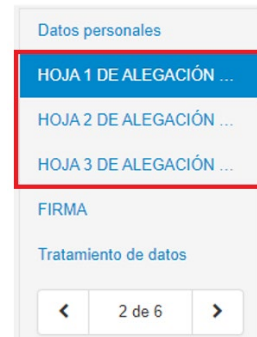 Datos personales
HOJA 1 DE ALEGACIÓN ...
HOJA 2 DE ALEGACIÓN ...
HOJA 3 DE ALEGACIÓN ...
FIRMA
Tratamiento de datos
2 de 6